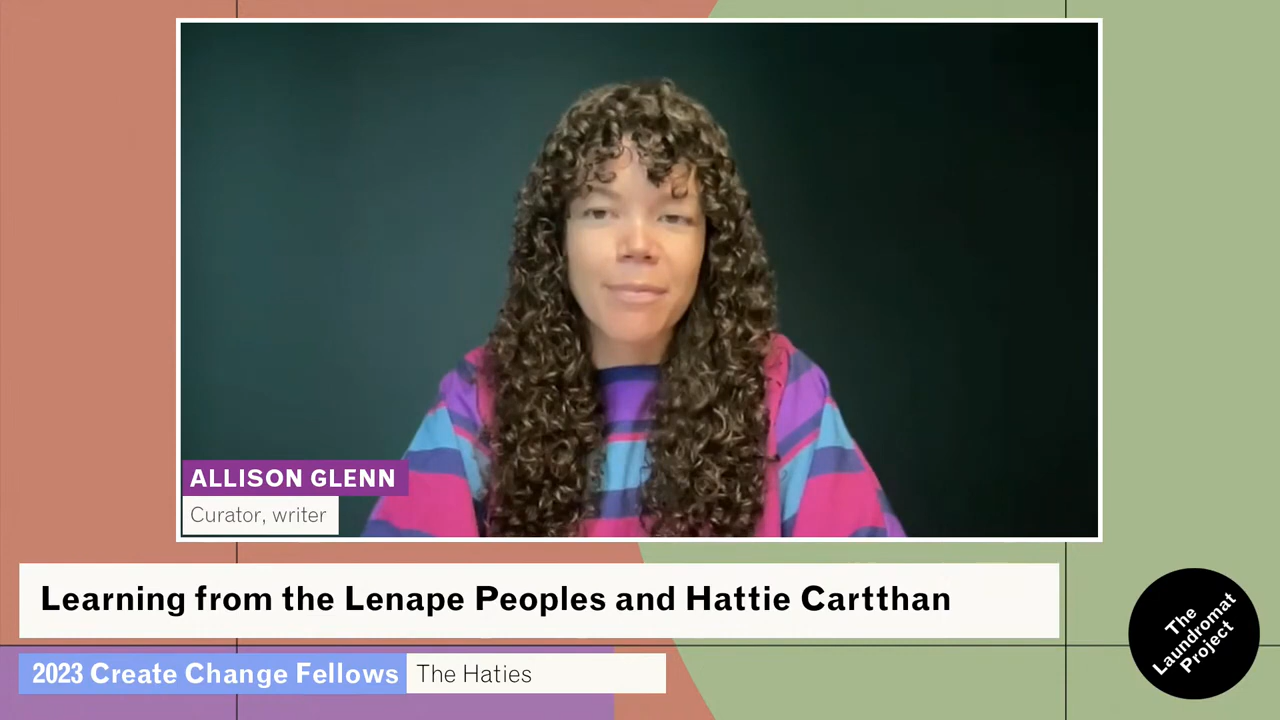 ALLISON GLENN
Curator, writer
Learning from the Lenape Peoples and Hattie Cartthan
2023 Create Change Fellows The Haties
The
Laundromat
Project